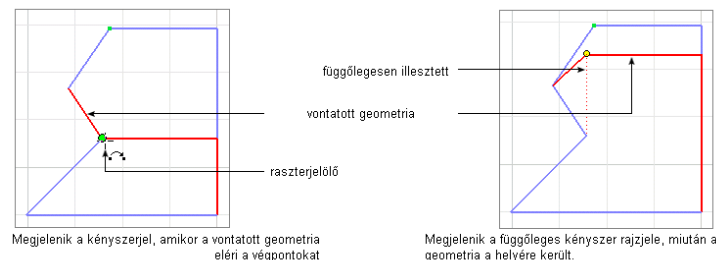 függőlegesen illesztett
vontatott geometria
raszterjelölő
Megjelenik a kényszerjel, amikor a vontatott geometria
eléri a végpontokat
Megjelenik a függőleges kényszer rajzjele, miután a
geometria a helyére került.